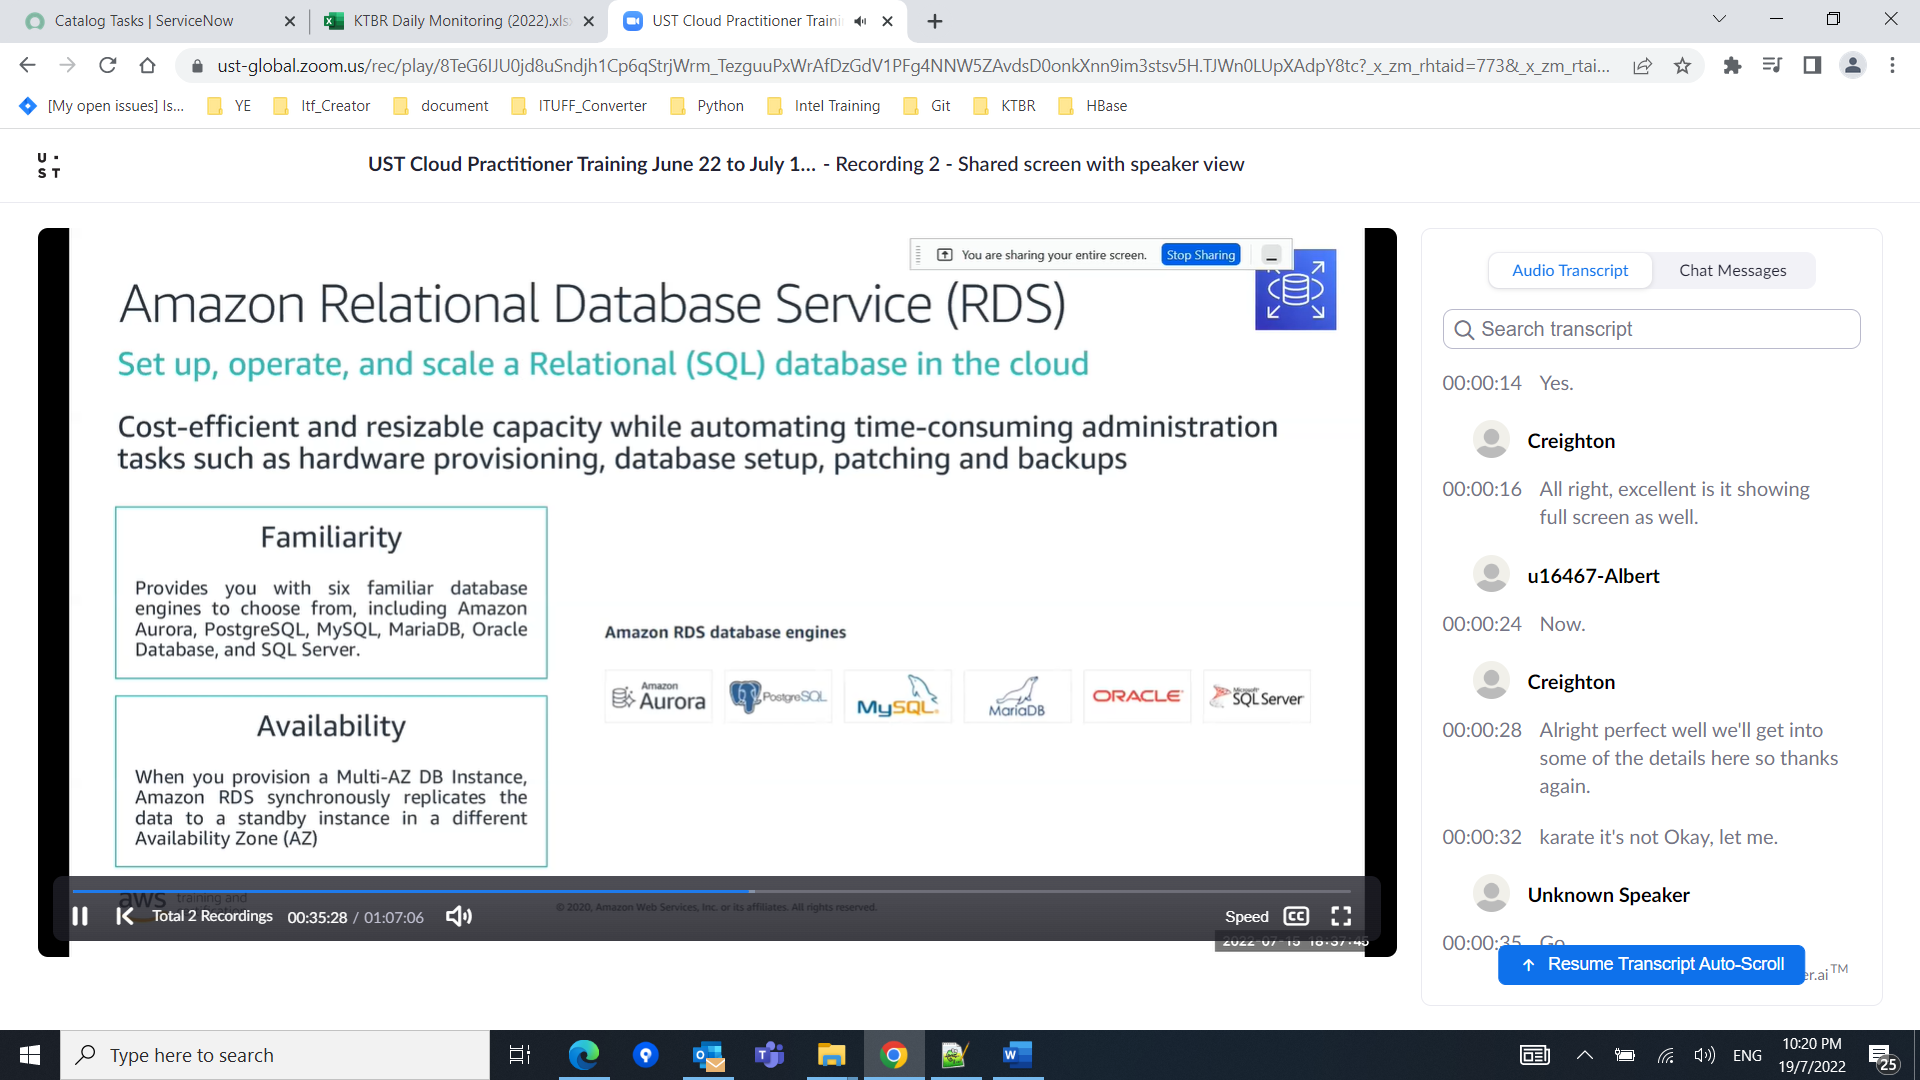 Catalog Tasks | ServiceNow
KTBR Daily Monitoring (2022).xls
UST Cloud Practitioner Traini
ust-global.zoom.us/rec/play/8TeG6IJU0jd8uSndjh1Cp6qStrjWrm_TezguuPxWrAfDzGdV1PFg4NNW5ZAvdsD0onkXnn9im3stsv5H.TJWn0LUpXAdpY8tc?_x_zm_rhtaid=773&_x_zm_rtai...
[My open issues] Is... YE Itf_Creator document ITUFF_Converter Python Intel Training Git KTBR HBase
U·
ST
UST Cloud Practitioner Training June 22 to July 1... - Recording 2 - Shared screen with speaker view
You are sharing your entire screen. Stop Sharing
Amazon Relational Database Service (RDS)
Set up, operate, and scale a Relational (SQL) database in the cloud
Cost-efficient and resizable capacity while automating time-consuming administration
tasks such as hardware provisioning, database setup, patching and backups
Familiarity
Provides you with six familiar database
engines to choose from, including Amazon
Aurora, PostgreSQL, MySQL, MariaDB, Oracle
Database, and SQL Server.
Amazon RDS database engines
Amazon
Aurora
PostgreSQL
MySQL
MariaDB
ORACLE
Microsoft
SQL Server
Availability
When you provision a Multi-AZ DB Instance,
Amazon RDS synchronously replicates the
data to a standby instance in a different
Availability Zone (AZ)
aws training and
© 2020, Amazon Web Services, Inc. or its affiliates. All rights reserved.
Total 2 Recordings 00:35:28 / 01:07:06
Speed CC
2022-07-15 18:37:45
Audio Transcript Chat Messages
Search transcript
00:00:14 Yes.
Creighton
00:00:16 All right, excellent is it showing
full screen as well.
u16467-Albert
00:00:24 Now.
Creighton
00:00:28 Alright perfect well we'll get into
some of the details here so thanks
again.
00:00:32 karate it's not Okay, let me.
Unknown Speaker
00:00:35 Go
Resume Transcript Auto-Scroll
er.ai™
Type here to search
ENG
10:20 PM
19/7/2022
25